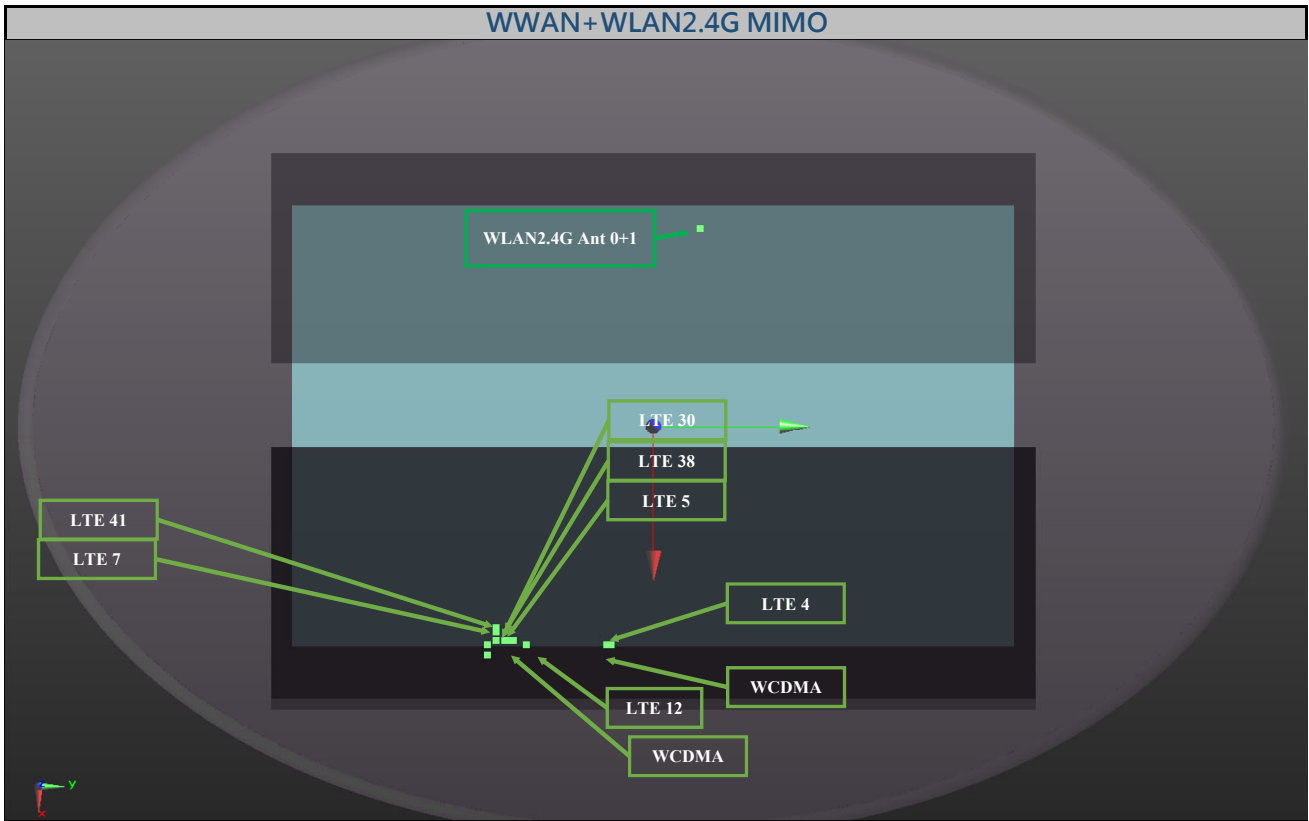 WWAN+WLAN2.4G MIMO
WLAN2.4G Ant 0+1
LTE 30
LTE 38
LTE 5
LTE 41
LTE 7
LTE 4
WCDMA
LTE 12
WCDMA
y
x